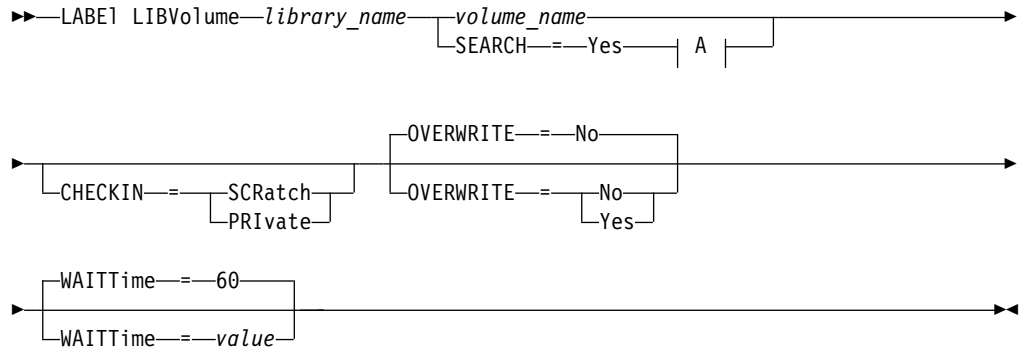 LABEl LIBVolume library_name volume_name
SEARCH = Yes A
OVERWRITE = No
CHECKIN = SCRatch OVERWRITE = No
PRIvate Yes
WAITTime = 60
WAITTime = value